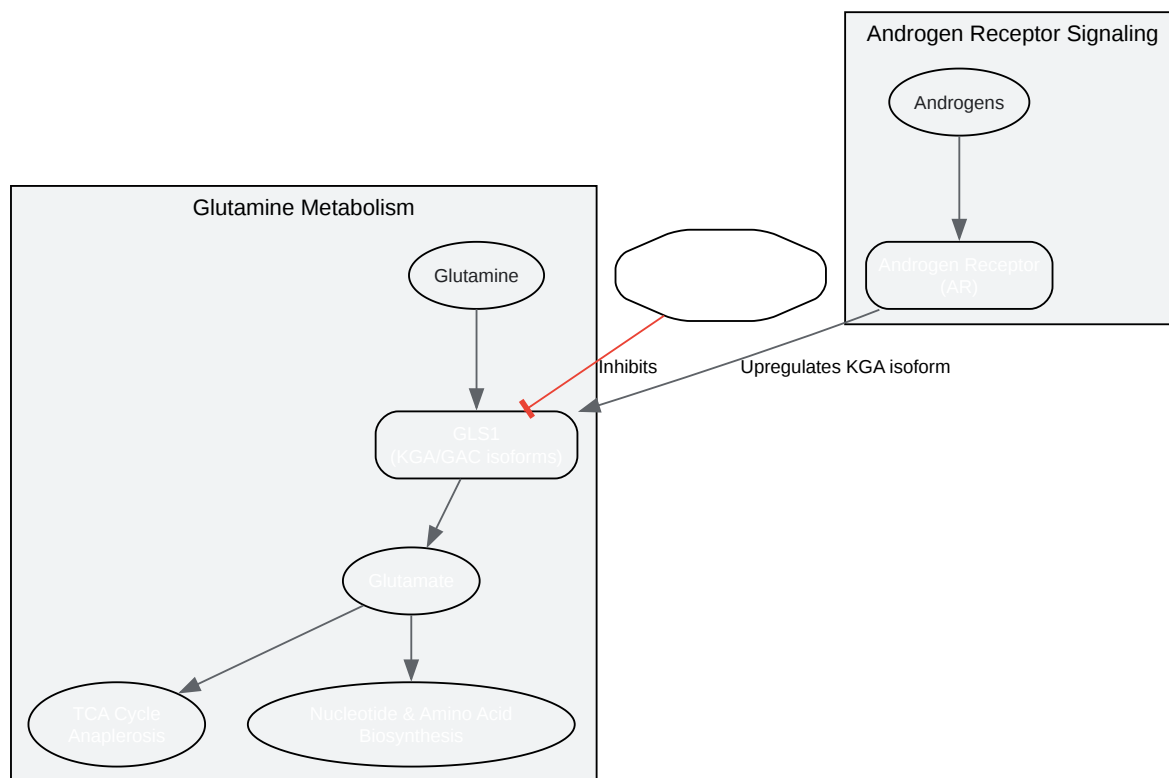 Androgen Receptor Signaling
Androgens
Glutamine Metabolism
Glutamine
Androgen Receptor
(AR)
Inhibits
Upregulates KGA isoform
GLS1
(KGA/GAC isoforms)
Glutamate
TCA Cycle
Anaplerosis
Nucleotide & Amino Acid
Biosynthesis